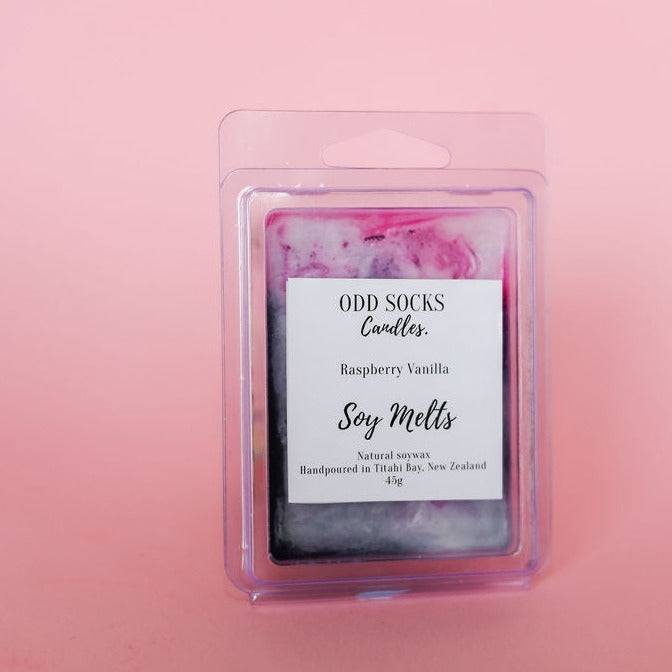 ODD SOCKS
Candles.
Raspberry Vanilla
Soy Melts
Natural soywax
Handpoured in Titahi Bay, New Zealand
45g